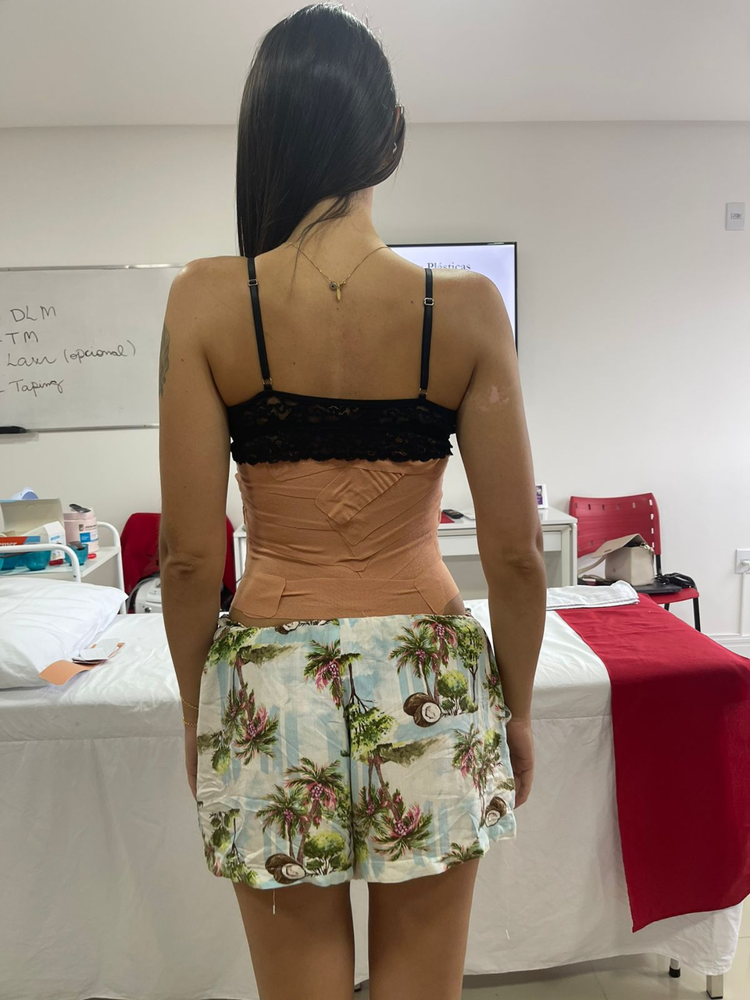 - DLM
- TM
Laser (opcional)
- Taping
Plásticas